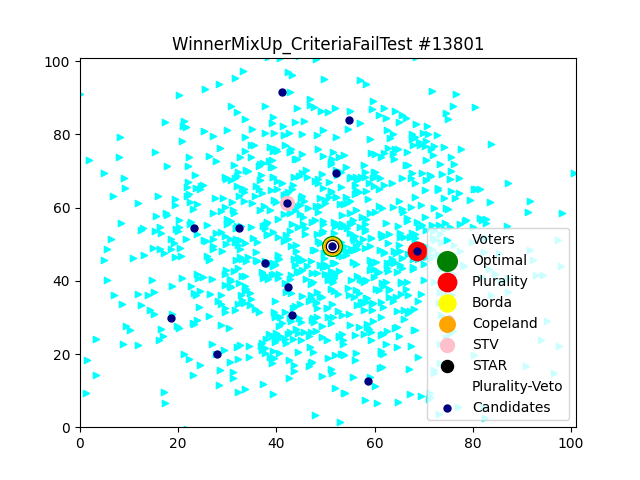 WinnerMixUp_CriteriaFailTest #13801
100
80
60
40
20
0
0
20
40
60
80
100
Voters
Optimal
Plurality
Borda
Copeland
STV
STAR
Plurality-Veto
Candidates